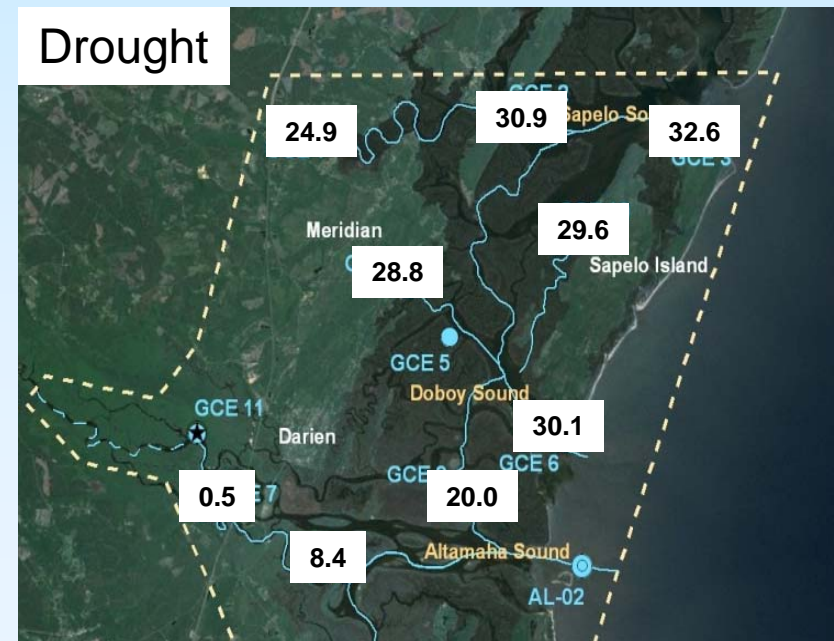 Drought
GCE 2
24.9
30.9
Sapelo So
32.6
GCE 3
Meridian
29.6
28.8
Sapelo Island
GCE 5
Doboy Sound
GCE 11
Darien
30.1
GCE 6
0.5
7
20.0
8.4
Altamaha Sound
AL-02